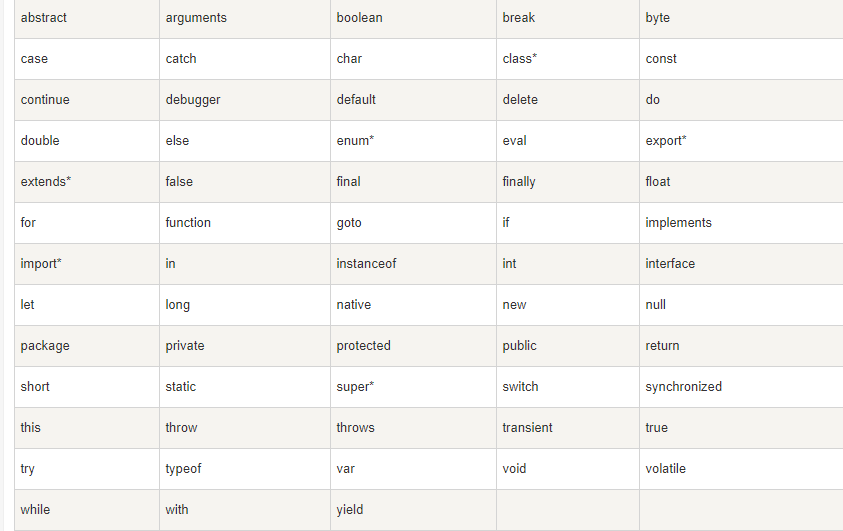 abstract arguments boolean break byte
case catch char class* const
continue debugger default delete do
double else enum* eval export*
extends* false final finally float
for function goto if implements
import* in instanceof int interface
let long native new null
package private protected public return
short static super* switch synchronized
this throw throws transient true
try typeof var void volatile
while with yield